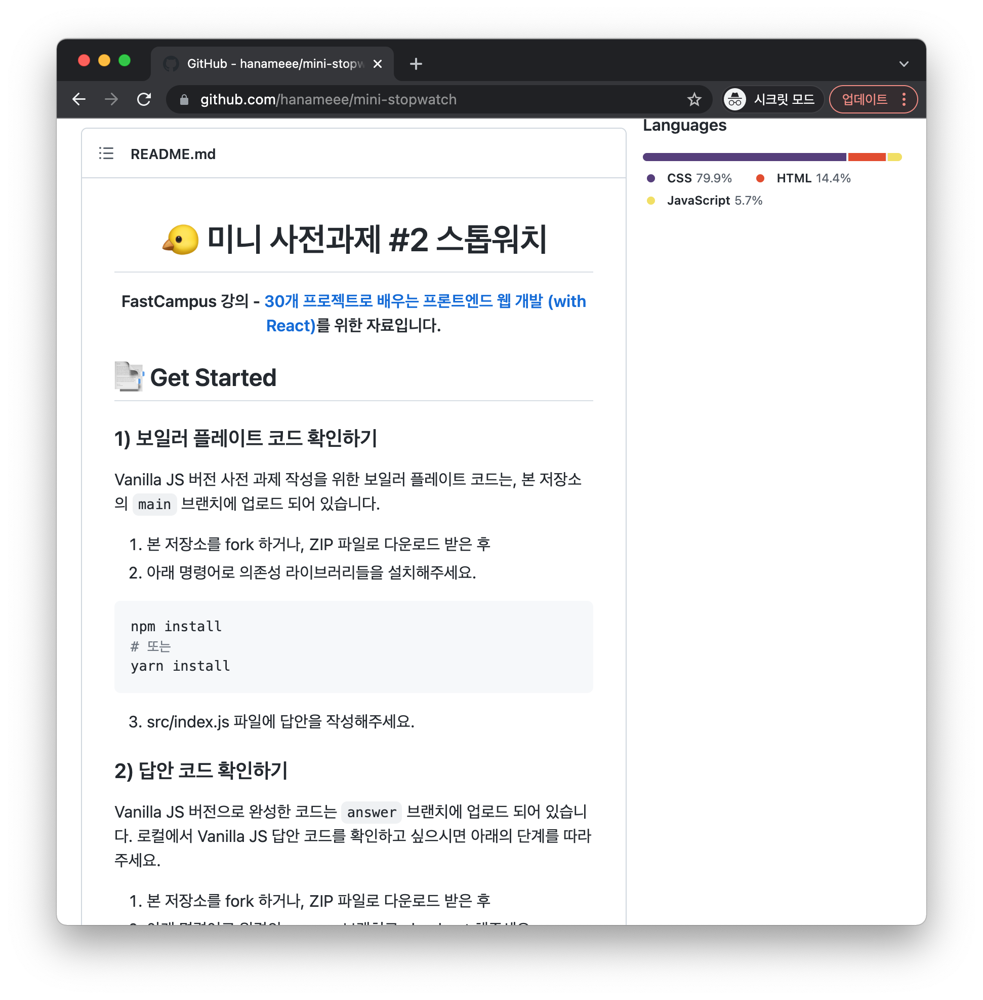 GitHub - hanameee/mini-stopw
github.com/hanameee/mini-stopwatch
시크릿 모드
업데이트
README.md
🐤 미니 사전과제 #2 스톱워치
FastCampus 강의 - 30개 프로젝트로 배우는 프론트엔드 웹 개발 (with
React)를 위한 자료입니다.
📑 Get Started
1) 보일러 플레이트 코드 확인하기
Vanilla JS 버전 사전 과제 작성을 위한 보일러 플레이트 코드는, 본 저장소
의 main 브랜치에 업로드 되어 있습니다.
1. 본 저장소를 fork 하거나, ZIP 파일로 다운로드 받은 후
2. 아래 명령어로 의존성 라이브러리들을 설치해주세요.
npm install
# 또는
yarn install
3. src/index.js 파일에 답안을 작성해주세요.
2) 답안 코드 확인하기
Vanilla JS 버전으로 완성한 코드는 answer 브랜치에 업로드 되어 있습니
다. 로컬에서 Vanilla JS 답안 코드를 확인하고 싶으시면 아래의 단계를 따라
주세요.
1. 본 저장소를 fork 하거나, ZIP 파일로 다운로드 받은 후
Languages
CSS 79.9%
HTML 14.4%
JavaScript 5.7%